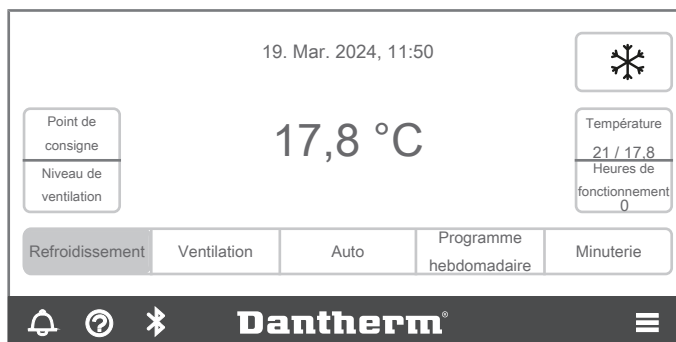 19. Mar. 2024, 11:50
Point de
consigne
Niveau de
ventilation
17,8 °C
Température
21 / 17,8
Heures de
fonctionnement
0
Refroidissement
Ventilation
Auto
Programme
hebdomadaire
Minuterie
Dantherm®